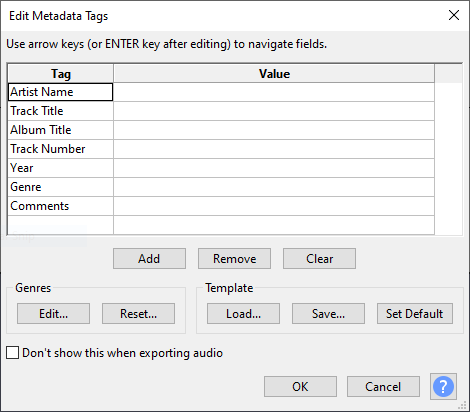 Edit Metadata Tags
Use arrow keys (or ENTER key after editing) to navigate fields.
Tag Value
Artist Name
Track Title
Album Title
Track Number
Year
Genre
Comments
Add Remove Clear
Genres Template
Edit... Reset... Load... Save... Set Default
Don't show this when exporting audio
OK Cancel ?